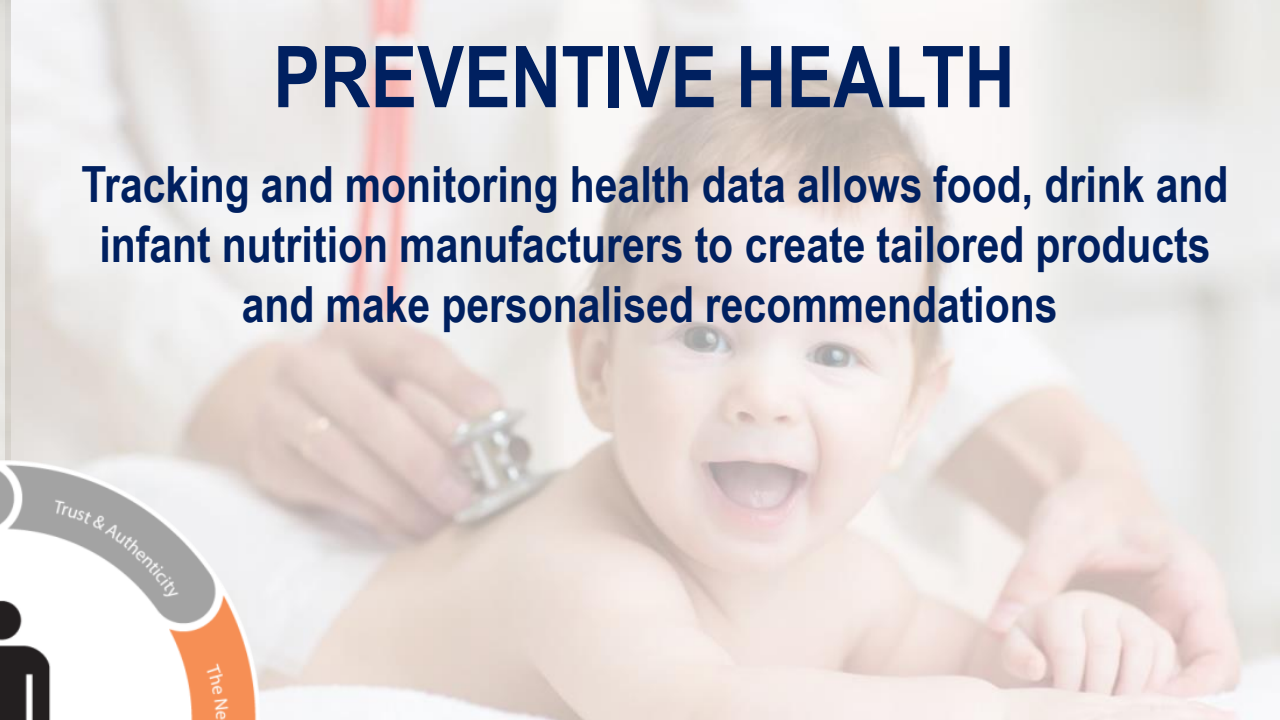 PREVENTIVE HEALTH
Tracking and monitoring health data allows food, drink and
infant nutrition manufacturers to create tailored products
and make personalised recommendations
Trust & Authenticity
The